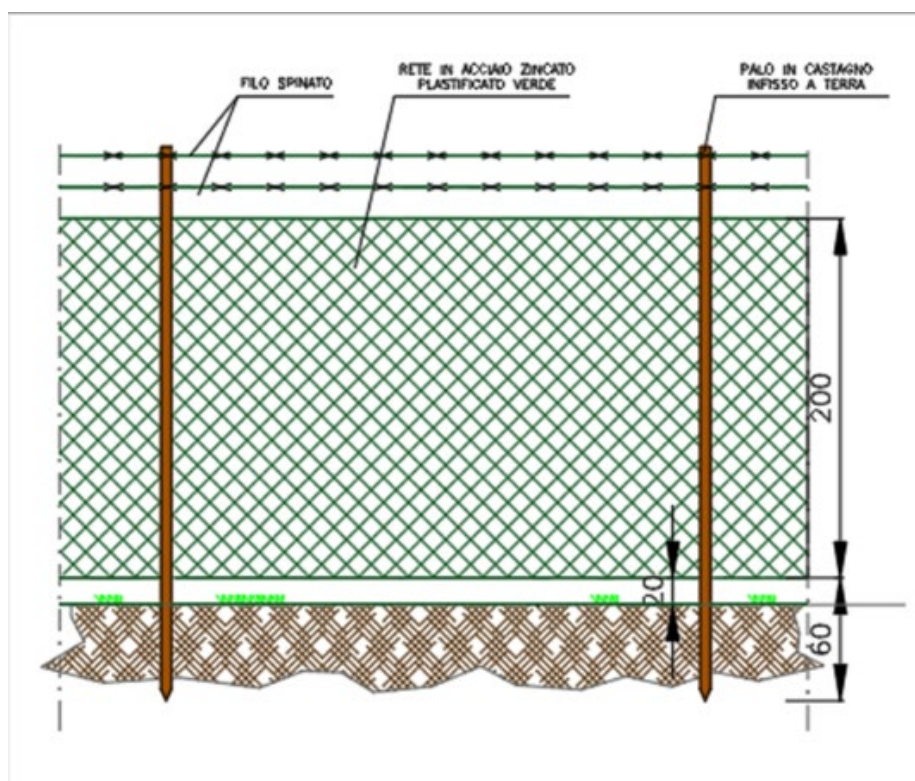 FILO SPINATO
RETE IN ACCIAIO ZINCATO
PLASTIFICATO VERDE
PALO IN CASTAGNO
INFISSO A TERRA
200
20
60